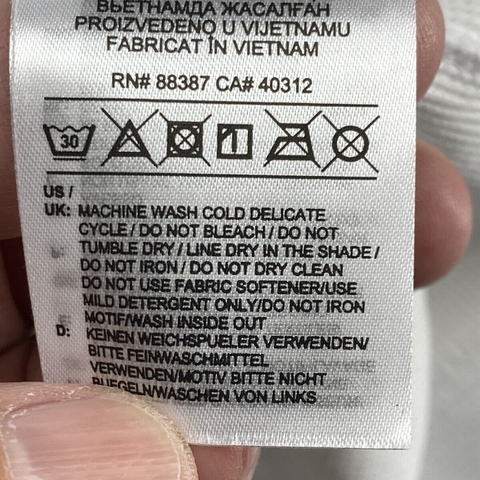 ВЬЕТНАМДА ЖАСАЛҒАН
PROIZVEDENO U VIJETNAMU
FABRICAT ÎN VIETNAM
RN# 88387 CA# 40312
30
1
US /
UK: MACHINE WASH COLD DELICATE
CYCLE / DO NOT BLEACH / DO NOT
TUMBLE DRY / LINE DRY IN THE SHADE /
DO NOT IRON / DO NOT DRY CLEAN
DO NOT USE FABRIC SOFTENER/USE
MILD DETERGENT ONLY/DO NOT IRON
MOTIF/WASH INSIDE OUT
D: KEINEN WEICHSPUELER VERWENDEN/
BITTE FEINWASCHMITTEL
VERWENDEN/MOTIV BITTE NICHT
BUEGELN/WASCHEN VON LINKS